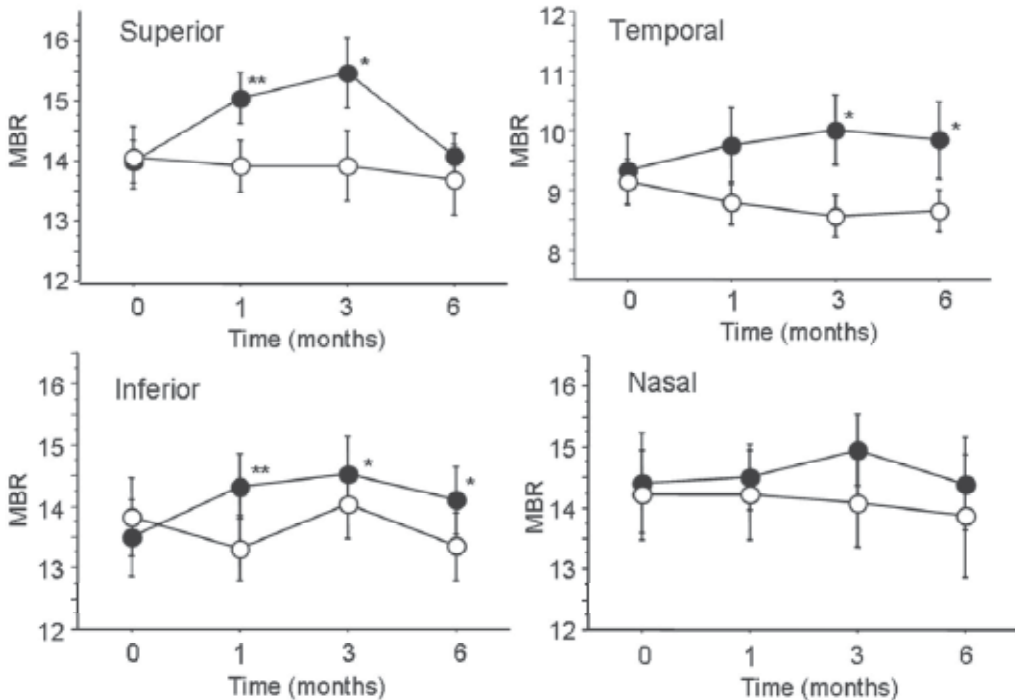 Superior
MBR
16
15
14
13
12
0 1 3 6
Time (months)
**
*
Temporal
MBR
12
11
10
9
8
0 1 3 6
Time (months)
*
*
Inferior
MBR
16
15
14
13
12
0 1 3 6
Time (months)
**
*
*
Nasal
MBR
16
15
14
13
12
0 1 3 6
Time (months)